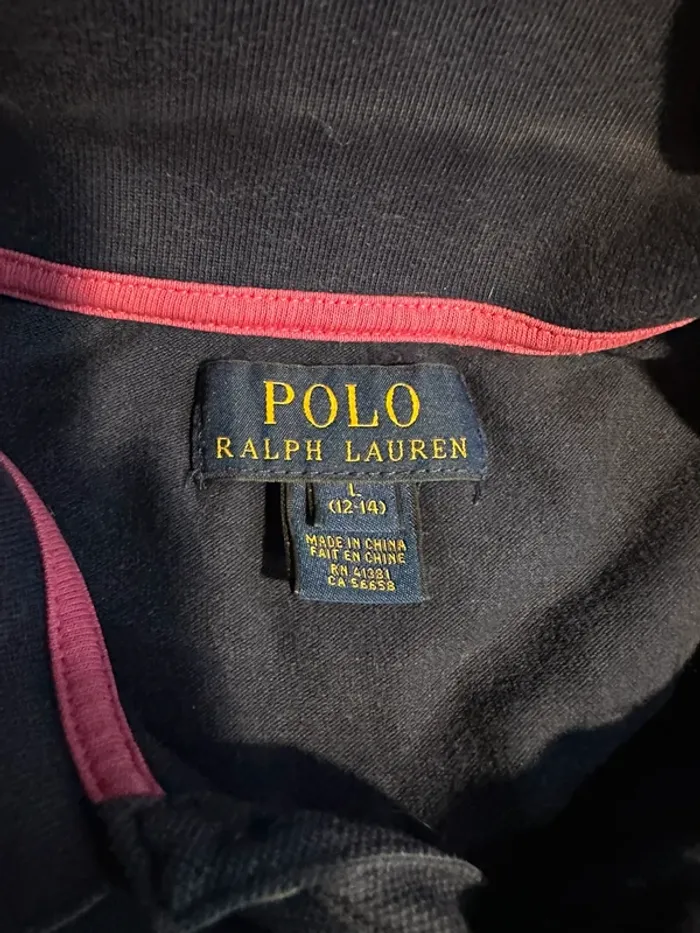 POLO
RALPH LAUREN
L
(12-14)
MADE IN CHINA
FAIT EN CHINE
RN 41381
CA 56658